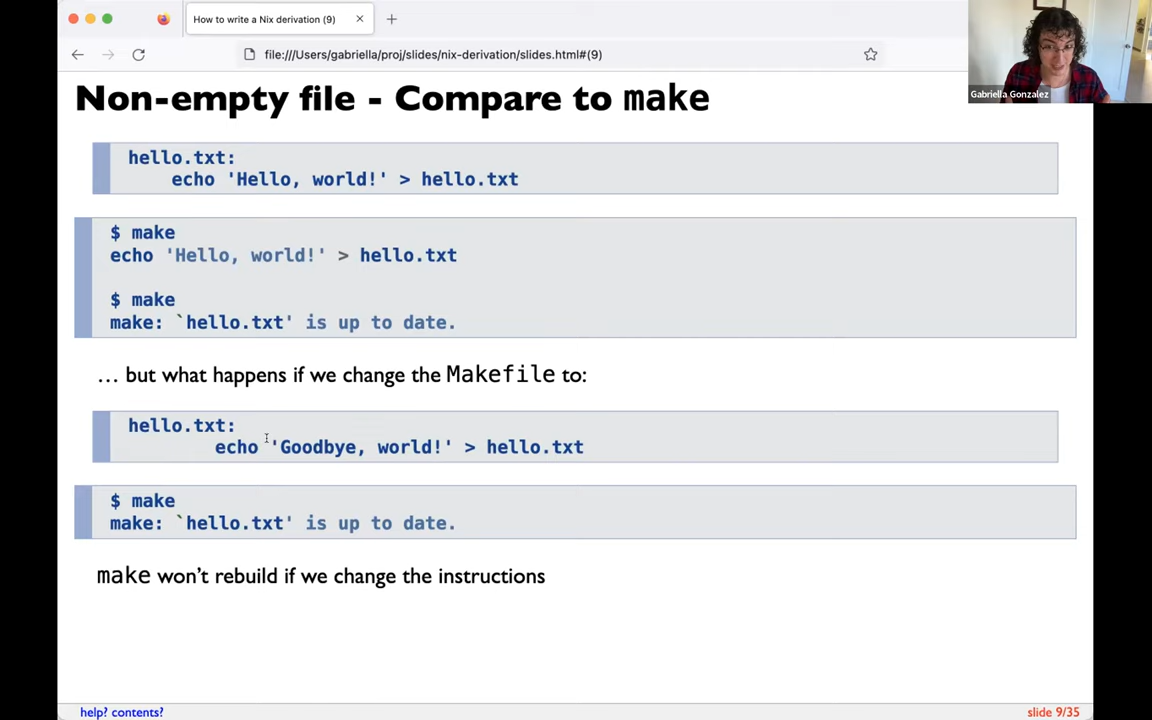 How to write a Nix derivation (9)
file:///Users/gabriella/proj/slides/nix-derivation/slides.html#(9)
Gabriella Gonzalez
Non-empty file - Compare to make
hello.txt:
echo 'Hello, world!' > hello.txt
$ make
echo 'Hello, world!' > hello.txt
$ make
make: `hello.txt' is up to date.
… but what happens if we change the Makefile to:
hello.txt:
echo 'Goodbye, world!' > hello.txt
$ make
make: `hello.txt' is up to date.
make won’t rebuild if we change the instructions
help? contents?
slide 9/35